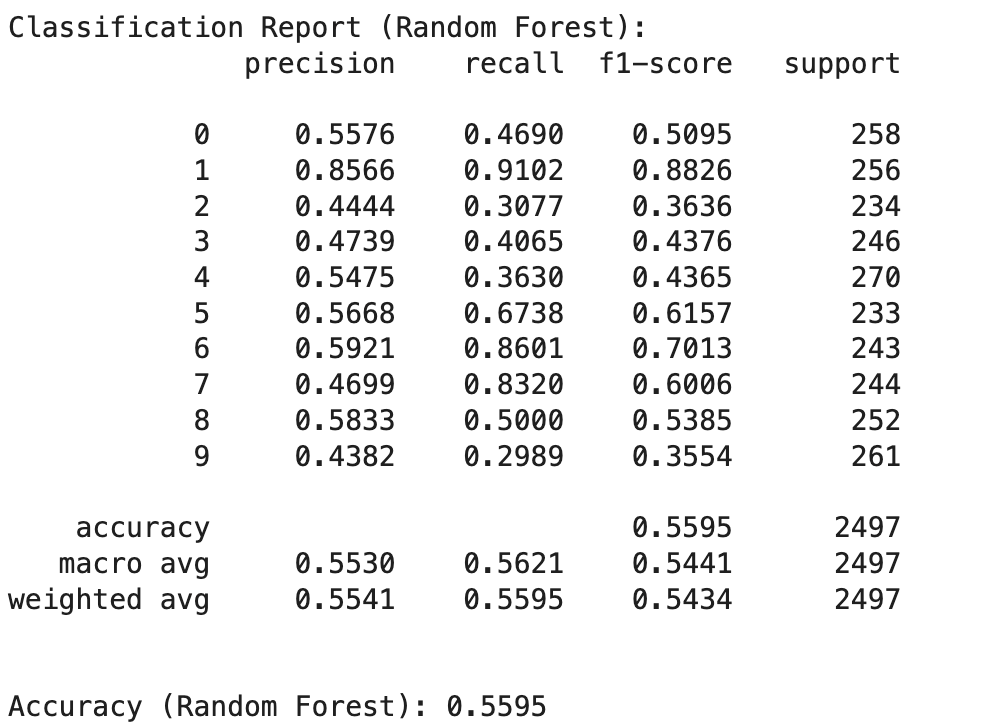 Classification Report (Random Forest):
              precision    recall  f1-score   support

           0     0.5576    0.4690    0.5095       258
           1     0.8566    0.9102    0.8826       256
           2     0.4444    0.3077    0.3636       234
           3     0.4739    0.4065    0.4376       246
           4     0.5475    0.3630    0.4365       270
           5     0.5668    0.6738    0.6157       233
           6     0.5921    0.8601    0.7013       243
           7     0.4699    0.8320    0.6006       244
           8     0.5833    0.5000    0.5385       252
           9     0.4382    0.2989    0.3554       261

    accuracy                         0.5595      2497
   macro avg     0.5530    0.5621    0.5441      2497
weighted avg     0.5541    0.5595    0.5434      2497

Accuracy (Random Forest): 0.5595